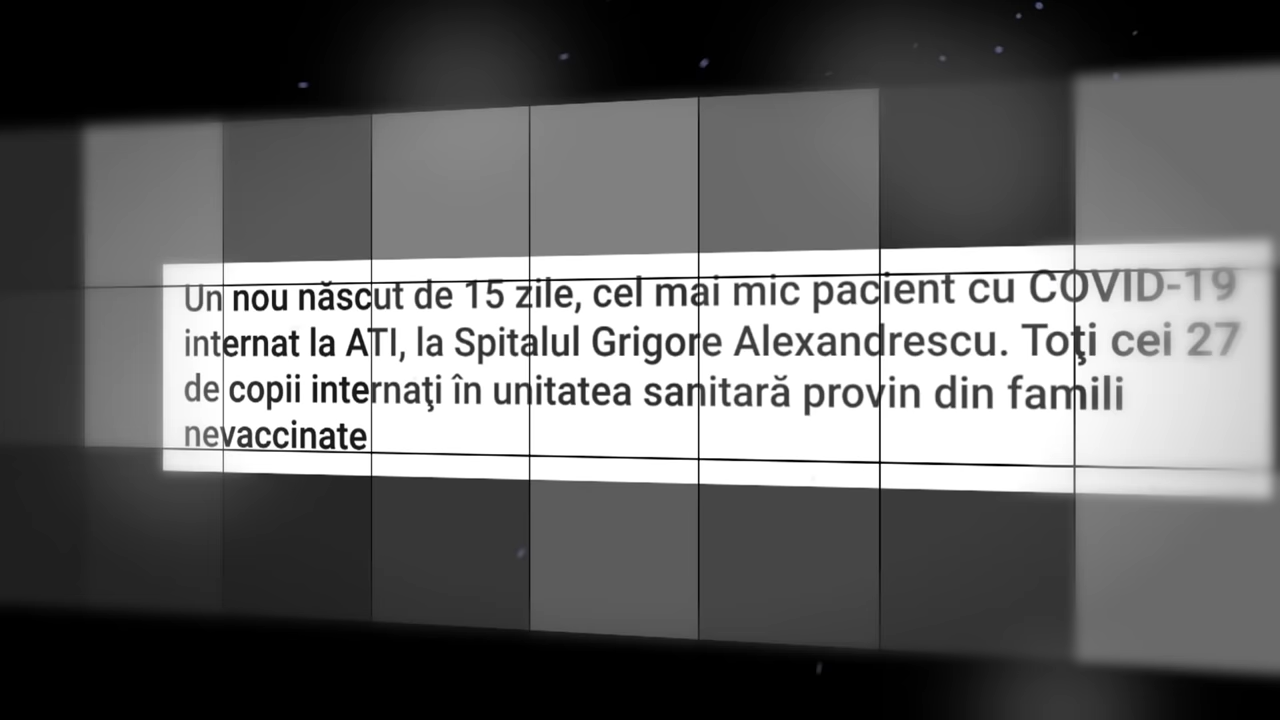 Un nou născut de 15 zile, cel mai mic pacient cu COVID-19
internat la ATI, la Spitalul Grigore Alexandrescu. Toţi cei 27
de copii internaţi în unitatea sanitară provin din famili
nevaccinate